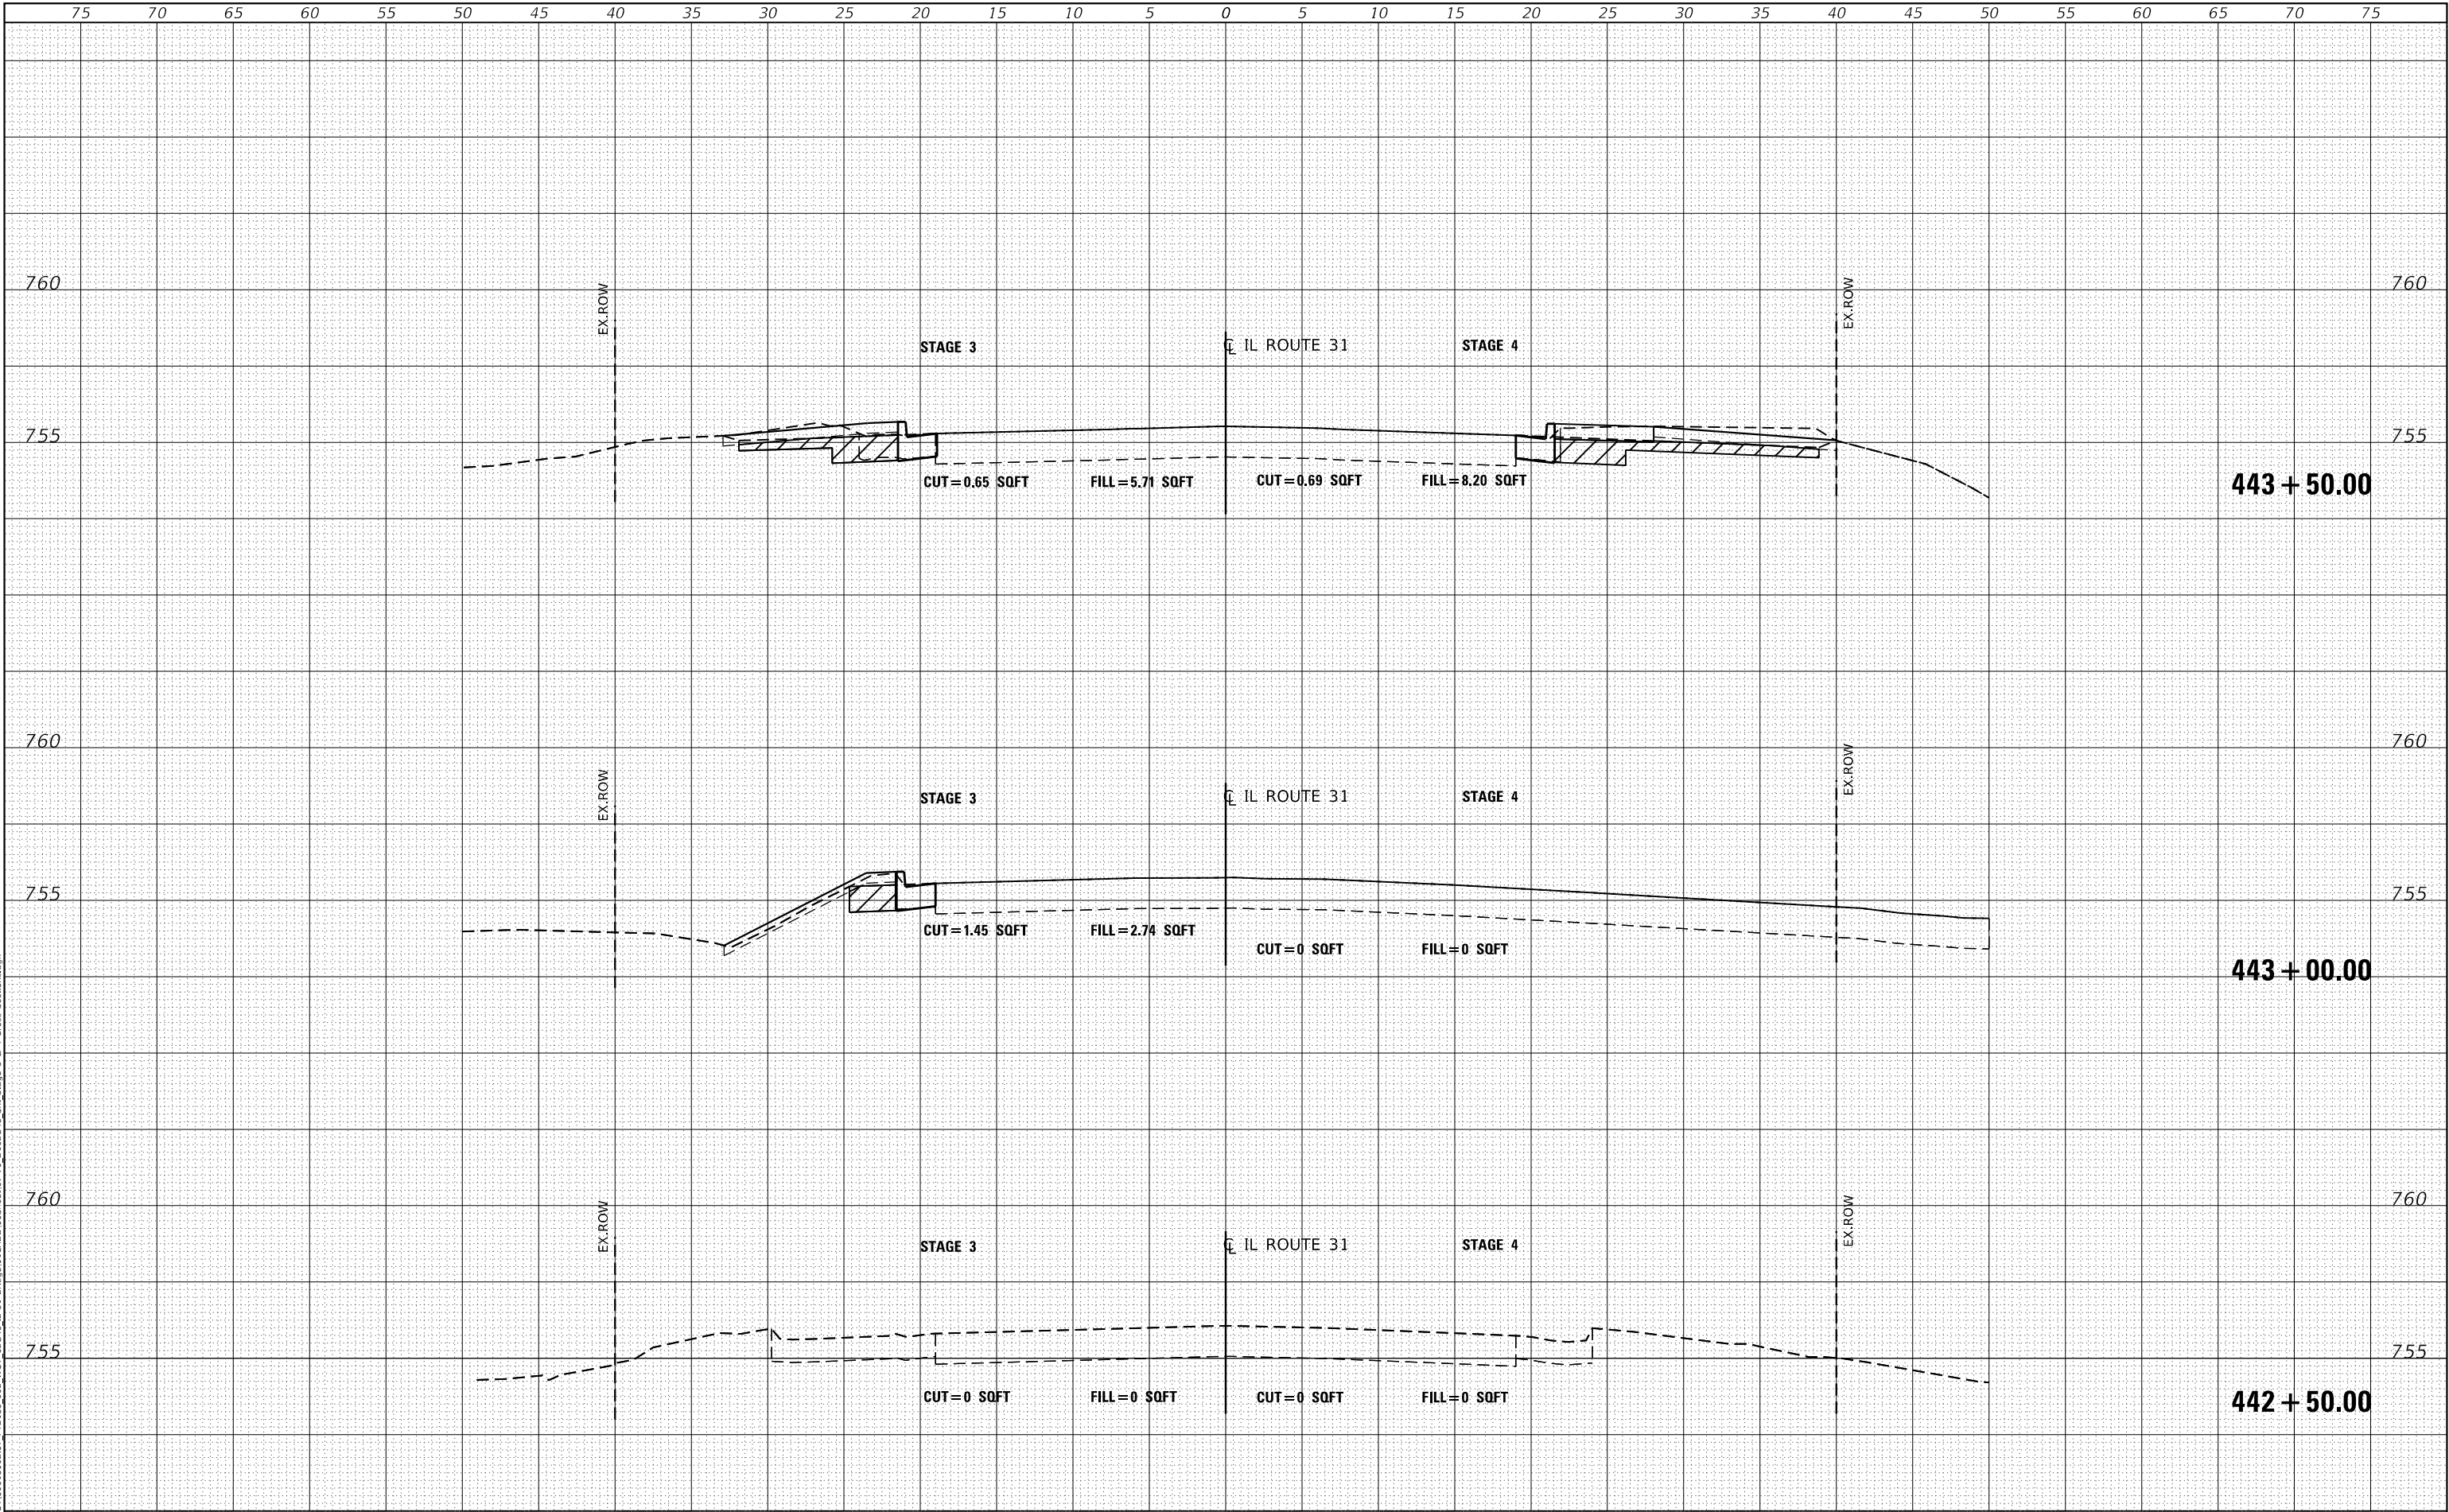 75 70 65 60 55 50 45 40 35 30 25 20 15 10 5 0 5 10 15 20 25 30 35 40 45 50 55 60 65 70 75
760 EX.ROW EX.ROW 760
STAGE 3 ℄ IL ROUTE 31 STAGE 4
755 755
CUT=0.65 SQFT FILL=5.71 SQFT CUT=0.69 SQFT FILL=8.20 SQFT 443+50.00
760 EX.ROW EX.ROW 760
STAGE 3 ℄ IL ROUTE 31 STAGE 4
755 755
CUT=1.45 SQFT FILL=2.74 SQFT
CUT=0 SQFT FILL=0 SQFT
443+00.00
760 EX.ROW EX.ROW 760
STAGE 3 ℄ IL ROUTE 31 STAGE 4
755 755
CUT=0 SQFT FILL=0 SQFT CUT=0 SQFT FILL=0 SQFT 442+50.00